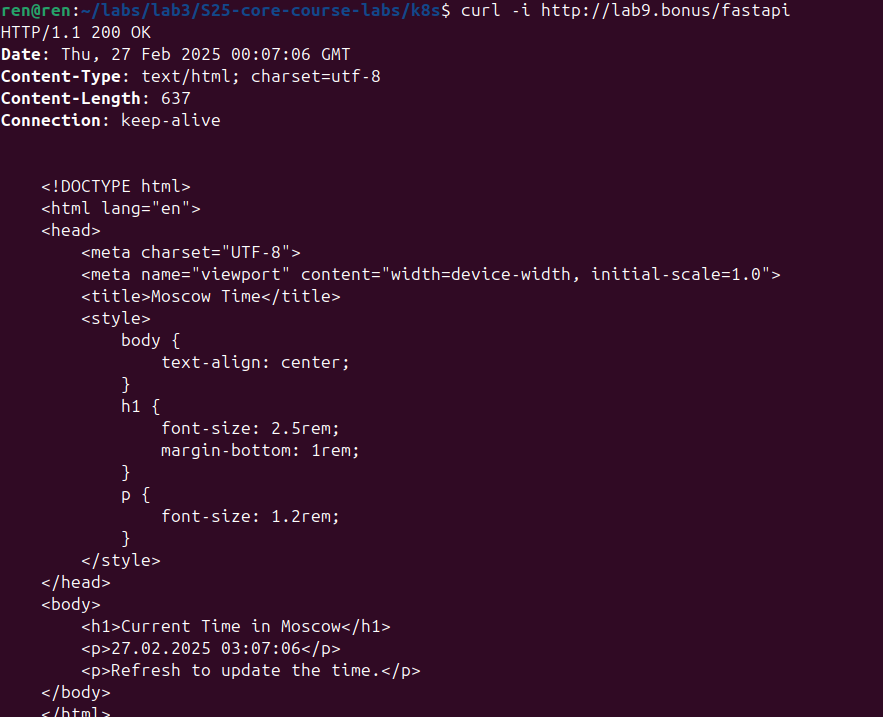 ren@ren:~/labs/lab3/S25-core-course-labs/k8s$ curl -i http://lab9.bonus/fastapi
HTTP/1.1 200 OK
Date: Thu, 27 Feb 2025 00:07:06 GMT
Content-Type: text/html; charset=utf-8
Content-Length: 637
Connection: keep-alive
<!DOCTYPE html>
<html lang="en">
<head>
<meta charset="UTF-8">
<meta name="viewport" content="width=device-width, initial-scale=1.0">
<title>Moscow Time</title>
<style>
body {
text-align: center;
}
h1 {
font-size: 2.5rem;
margin-bottom: 1rem;
}
p {
font-size: 1.2rem;
}
</style>
</head>
<body>
<h1>Current Time in Moscow</h1>
<p>27.02.2025 03:07:06</p>
<p>Refresh to update the time.</p>
</body>
</html>